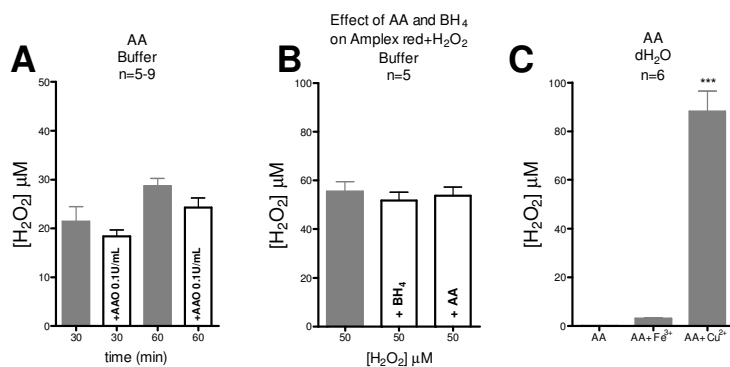 A
AA
Buffer
n=5-9
[H₂O₂] μM
50
40
30
20
10
0
+AAO 0.1U/mL
+AAO 0.1U/mL
30 30 60 60
time (min)
B
Effect of AA and BH₄
on Amplex red+H₂O₂
Buffer
n=5
[H₂O₂] μM
100
80
60
40
20
0
+ BH₄
+ AA
50 50 50
[H₂O₂] μM
C
AA
dH₂O
n=6
[H₂O₂] μM
100
80
60
40
20
0
***
AA AA+Fe³⁺ AA+Cu²⁺